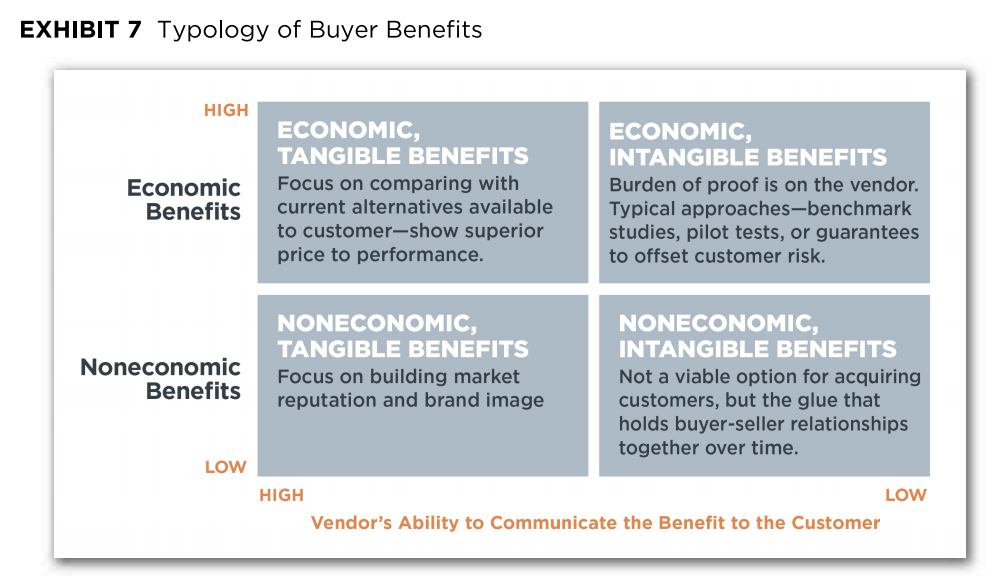 EXHIBIT 7 Typology of Buyer Benefits
HIGH
Economic
Benefits
ECONOMIC,
TANGIBLE BENEFITS
Focus on comparing with
current alternatives available
to customer—show superior
price to performance.
ECONOMIC,
INTANGIBLE BENEFITS
Burden of proof is on the vendor.
Typical approaches—benchmark
studies, pilot tests, or guarantees
to offset customer risk.
Noneconomic
Benefits
NONECONOMIC,
TANGIBLE BENEFITS
Focus on building market
reputation and brand image
NONECONOMIC,
INTANGIBLE BENEFITS
Not a viable option for acquiring
customers, but the glue that
holds buyer-seller relationships
together over time.
LOW
HIGH
LOW
Vendor’s Ability to Communicate the Benefit to the Customer